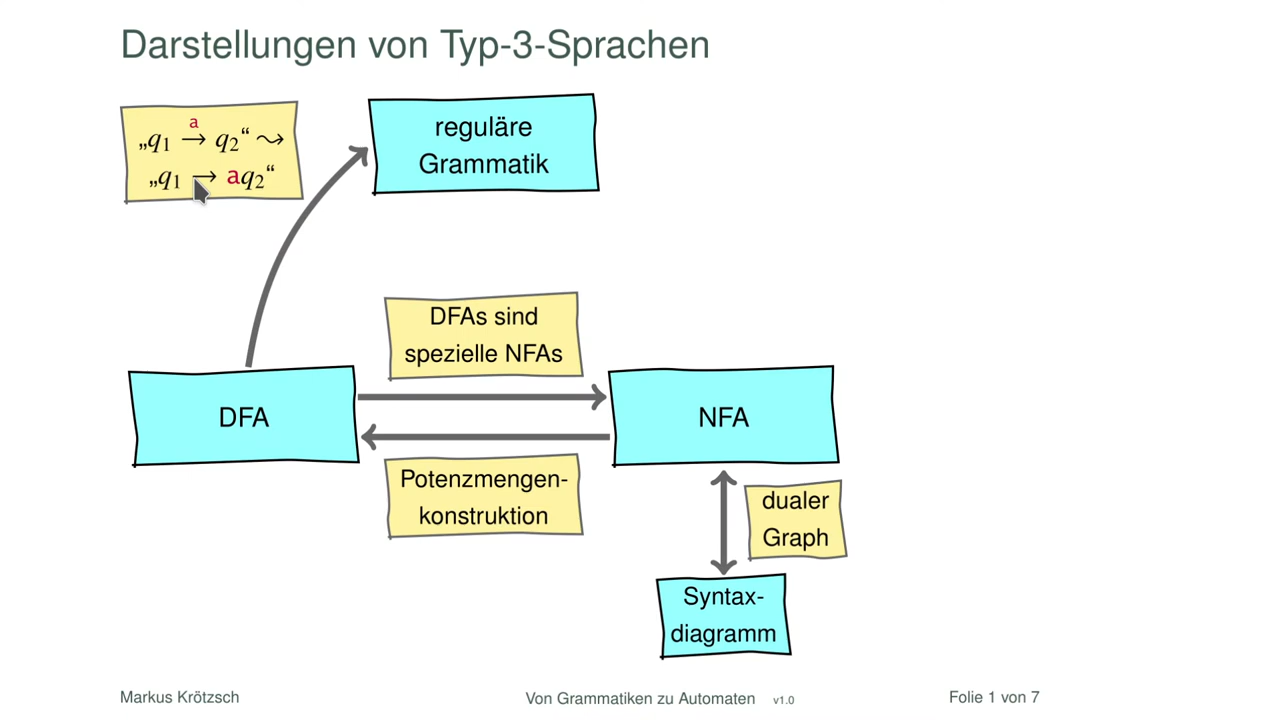 Darstellungen von Typ-3-Sprachen
„q₁ →a q₂“ ⤳
„q₁ → aq₂“
reguläre
Grammatik
DFAs sind
spezielle NFAs
DFA
NFA
Potenzmengen-
konstruktion
dualer
Graph
Syntax-
diagramm
Markus Krötzsch
Von Grammatiken zu Automaten v1.0
Folie 1 von 7